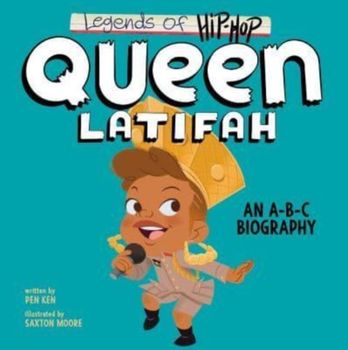 Legends of HIP-HOP
QUEEN
LATIFAH
AN A-B-C
BIOGRAPHY
written by
PEN KEN
illustrated by
SAXTON MOORE